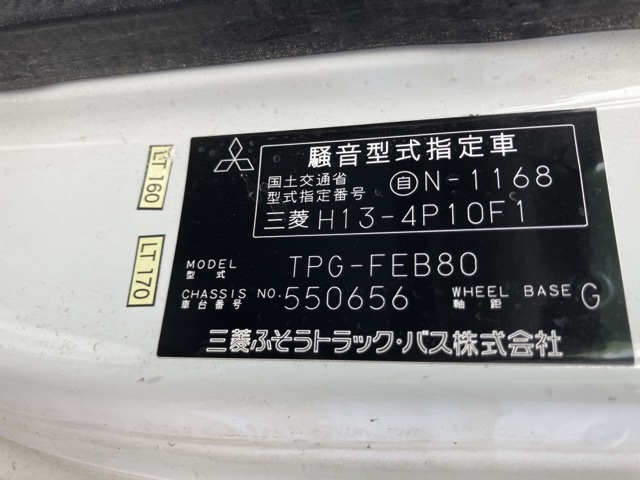 騒音型式指定車
国土交通省
型式指定番号 自N-1168
三菱 H13-4P10F1
MODEL
型式 TPG-FEB80
CHASSIS NO. 550656 WHEEL BASE G
車台番号 軸距
三菱ふそうトラック・バス株式会社
LT 160
LT 170